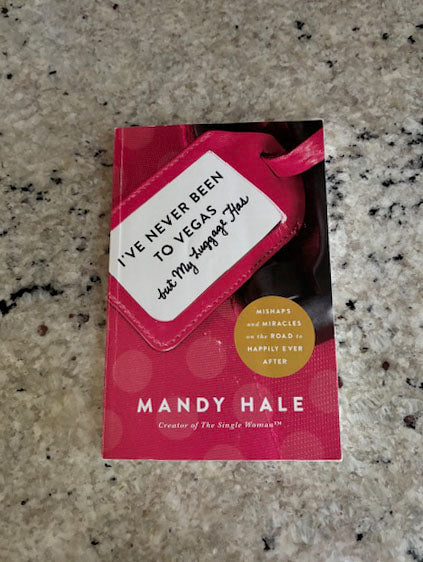 I'VE NEVER BEEN
TO VEGAS
but My Luggage Has
MISHAPS
and MIRACLES
on the ROAD to
HAPPILY EVER
AFTER
MANDY HALE
Creator of The Single Woman™